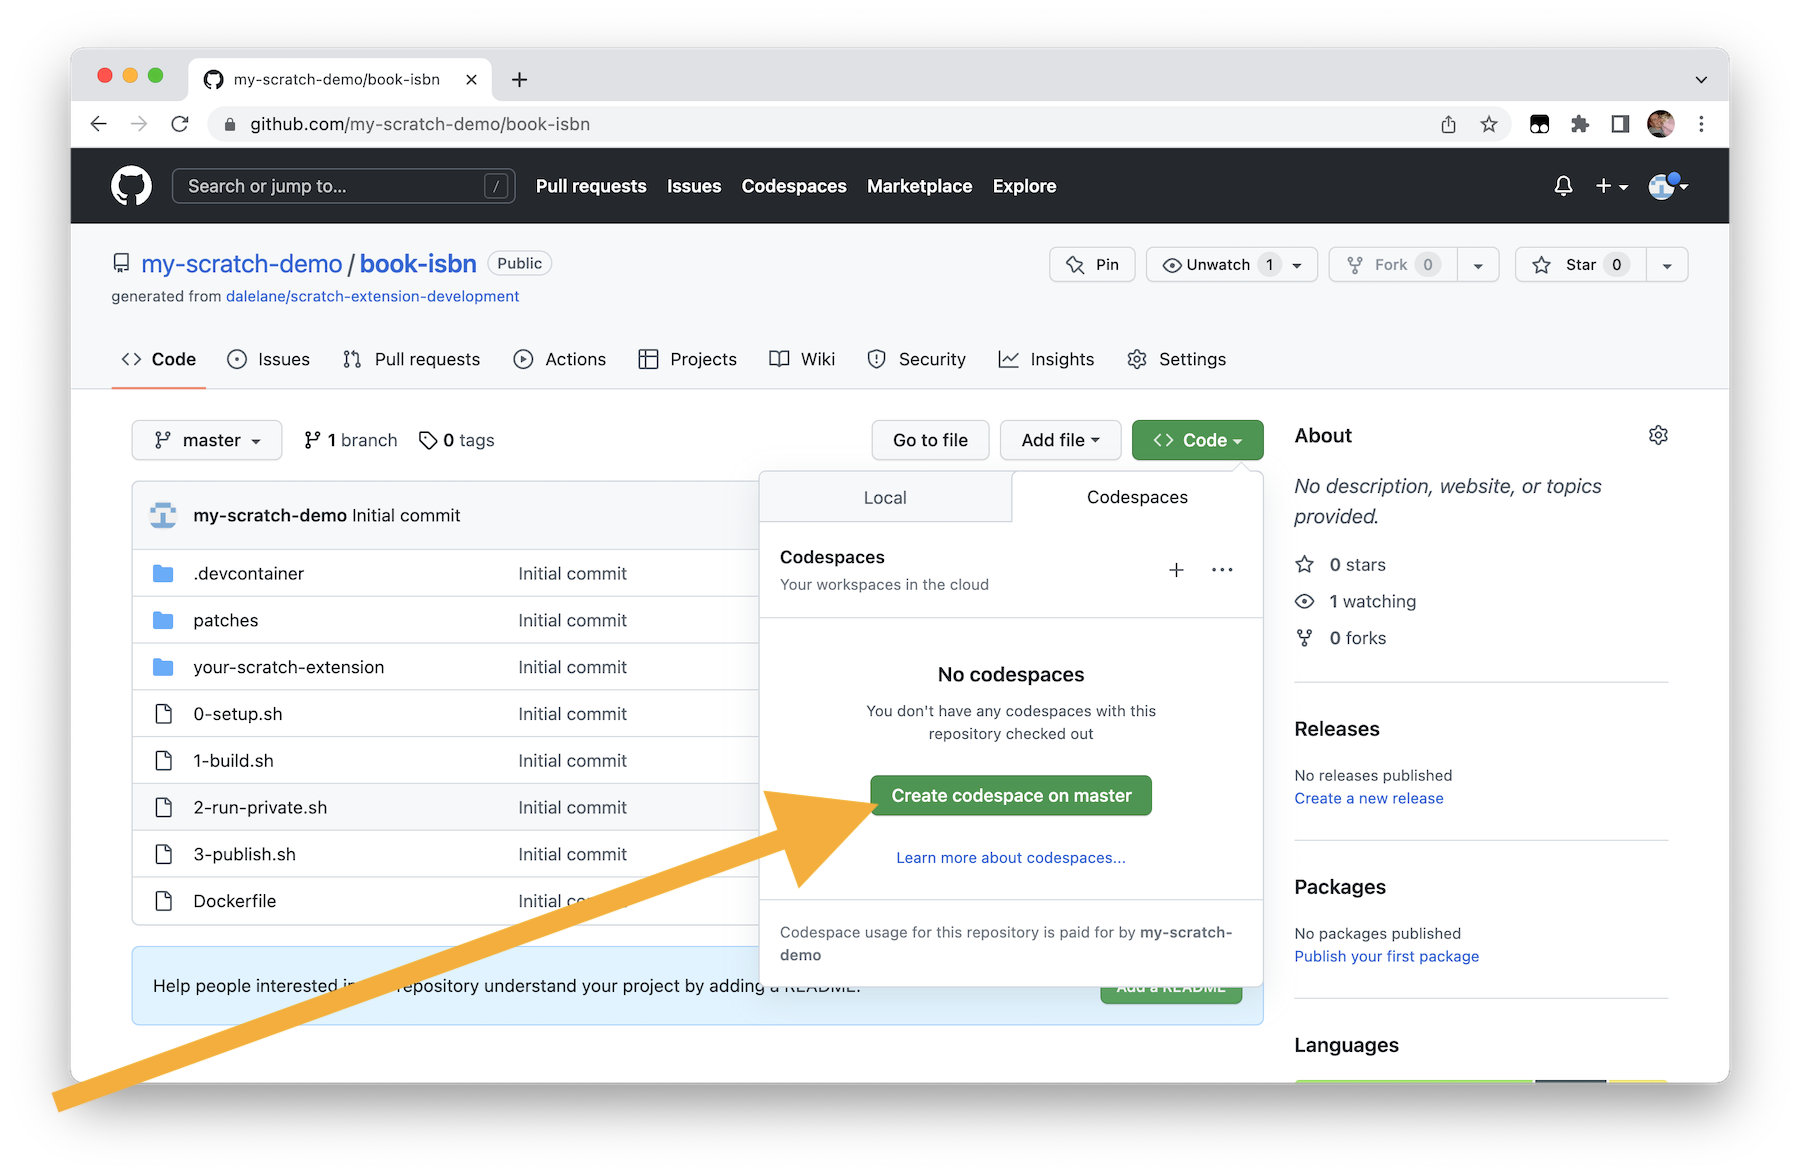 my-scratch-demo/book-isbn
github.com/my-scratch-demo/book-isbn
Search or jump to... /
Pull requests Issues Codespaces Marketplace Explore
my-scratch-demo / book-isbn Public
Pin Unwatch 1 Fork 0 Star 0
generated from dalelane/scratch-extension-development
Code Issues Pull requests Actions Projects Wiki Security Insights Settings
master 1 branch 0 tags Go to file Add file Code
Local Codespaces
my-scratch-demo Initial commit
.devcontainer Initial commit
patches Initial commit
your-scratch-extension Initial commit
0-setup.sh Initial commit
1-build.sh Initial commit
2-run-private.sh Initial commit
3-publish.sh Initial commit
Dockerfile Initial
Codespaces
Your workspaces in the cloud
No codespaces
You don't have any codespaces with this
repository checked out
Create codespace on master
Learn more about codespaces...
Codespace usage for this repository is paid for by my-scratch-
demo
Help people interested in repository understand your project by adding a README.
Add a README
About
No description, website, or topics
provided.
0 stars
1 watching
0 forks
Releases
No releases published
Create a new release
Packages
No packages published
Publish your first package
Languages